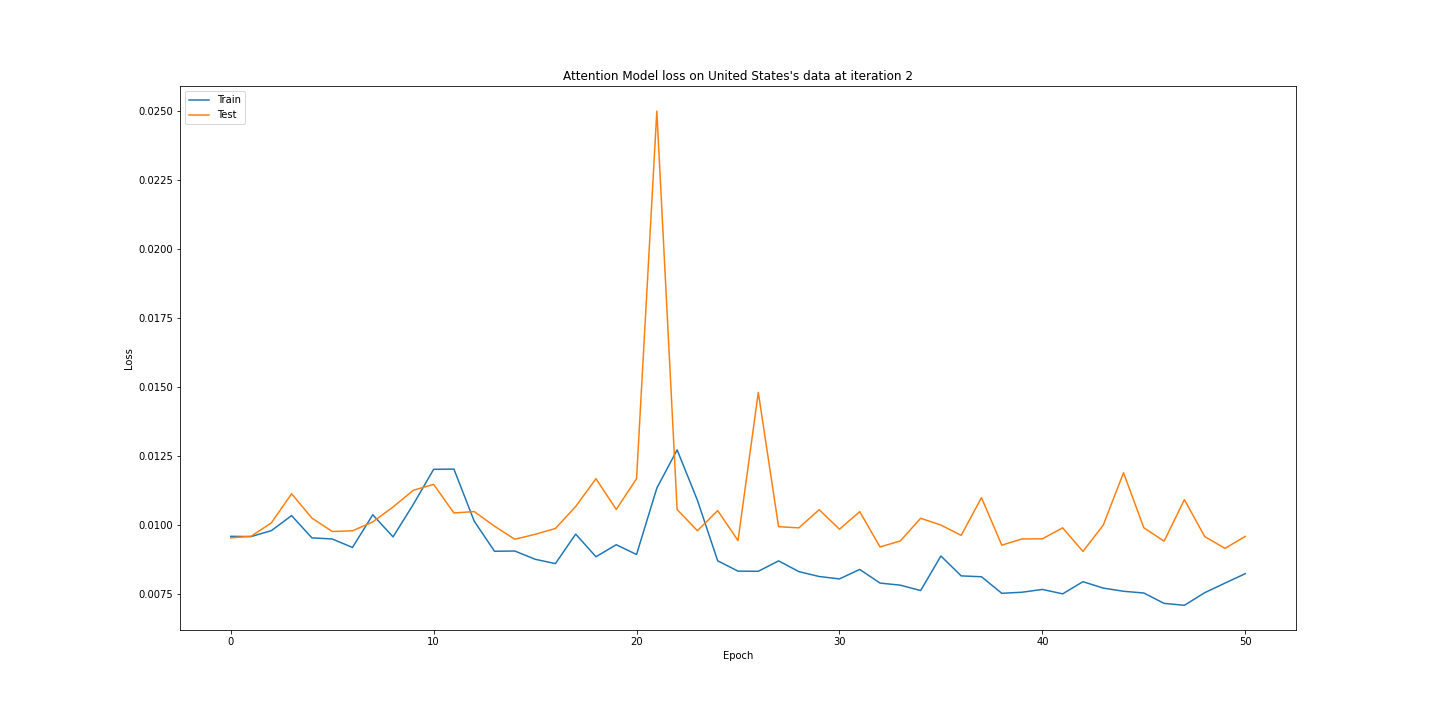 Attention Model loss on United States's data at iteration 2
Train
Test
0.0250
0.0225
0.0200
0.0175
0.0150
0.0125
0.0100
0.0075
Loss
0 10 20 30 40 50
Epoch